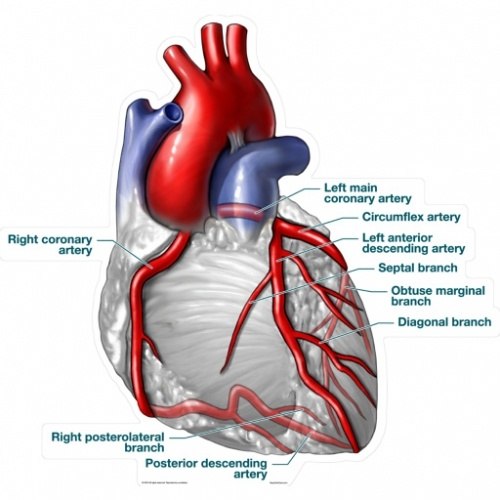 Left main
coronary artery
Circumflex artery
Right coronary
artery
Left anterior
descending artery
Septal branch
Obtuse marginal
branch
Diagonal branch
Right posterolateral
branch
Posterior descending
artery